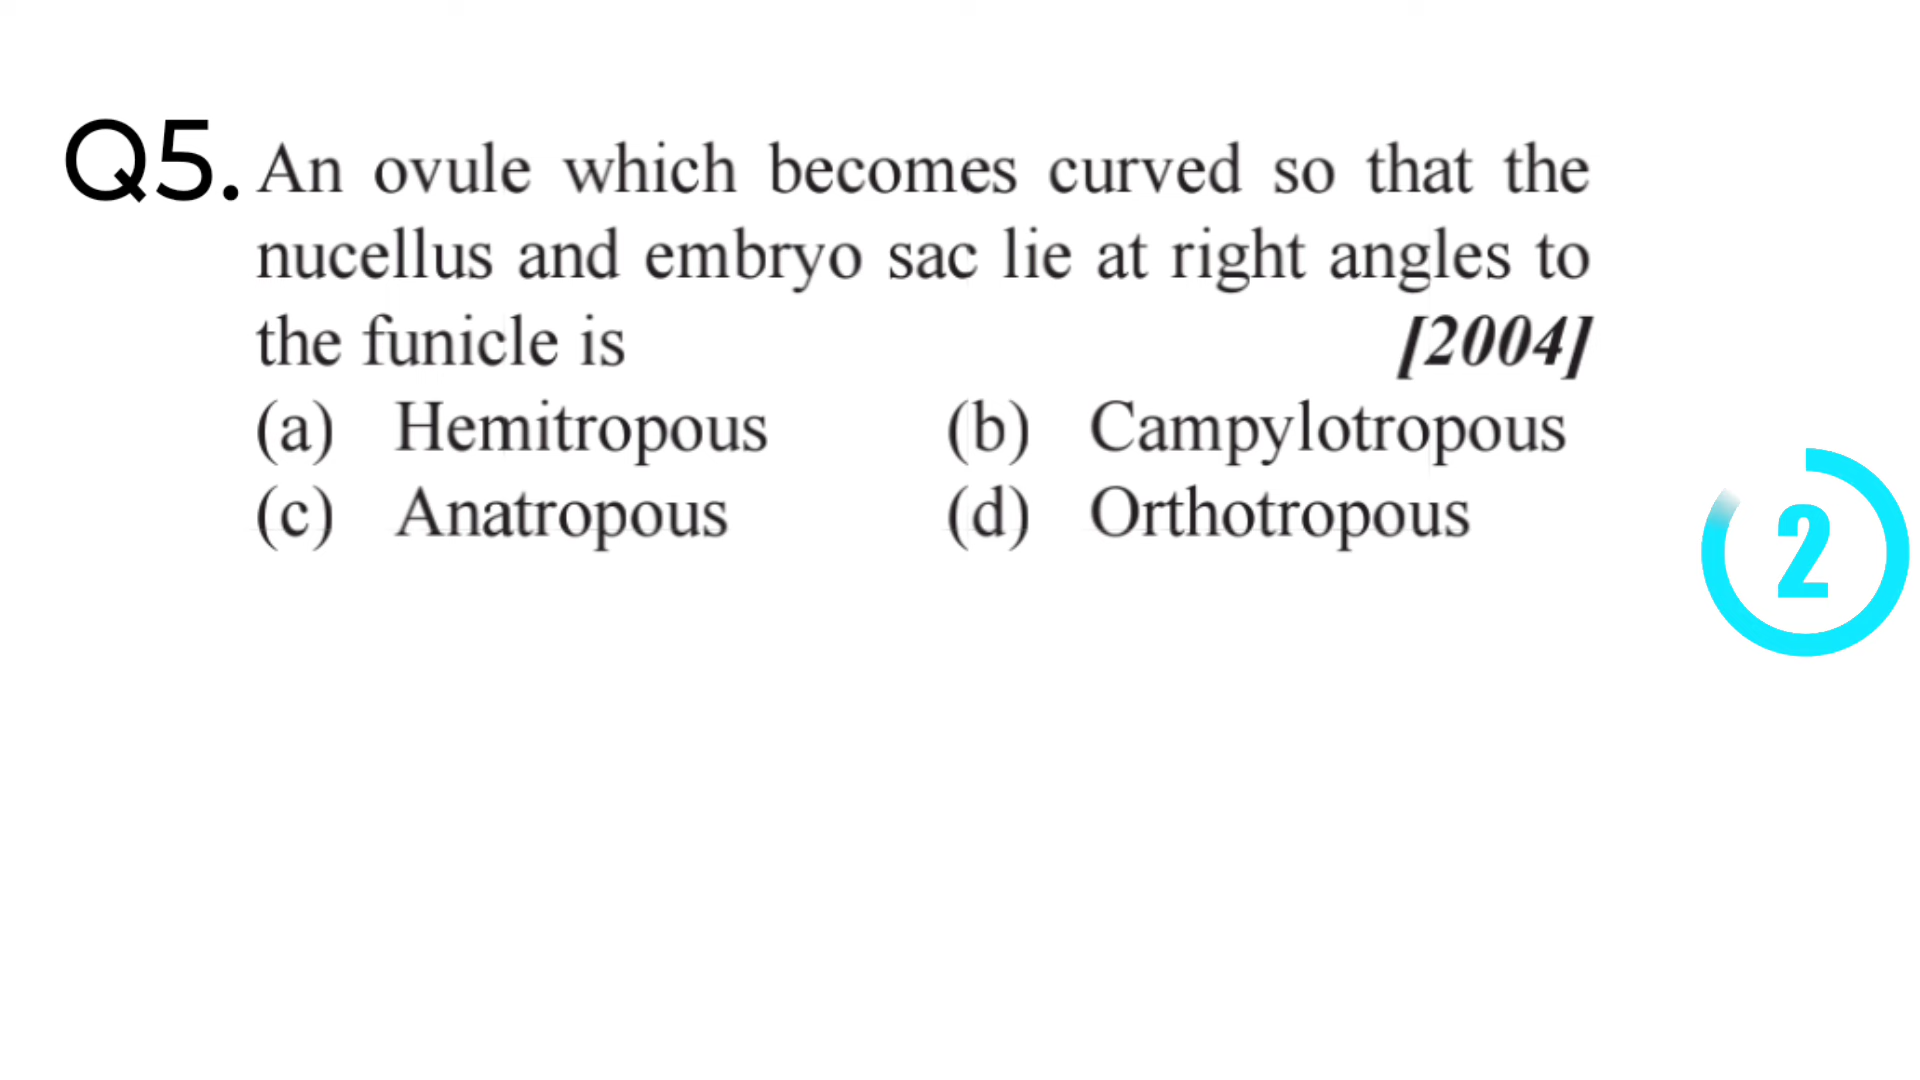 Q5. An ovule which becomes curved so that the
nucellus and embryo sac lie at right angles to
the funicle is [2004]
(a) Hemitropous (b) Campylotropous
(c) Anatropous (d) Orthotropous
2